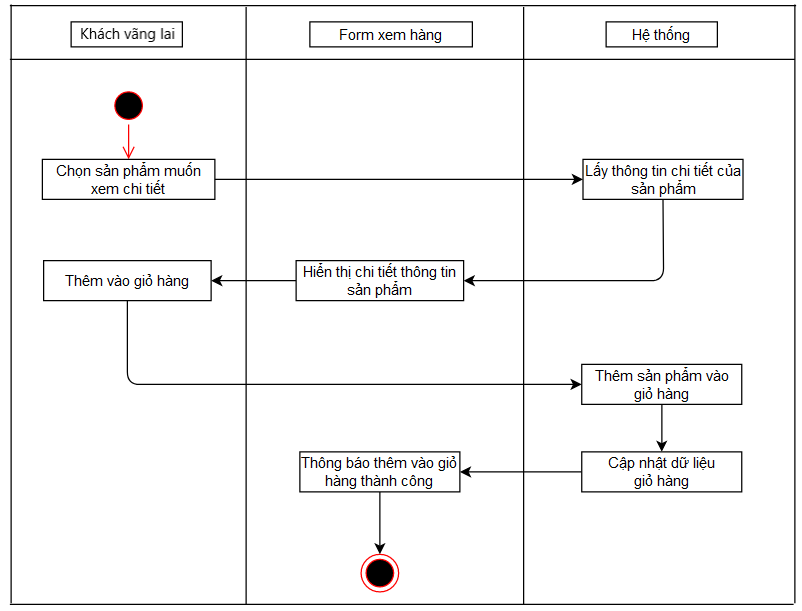 Khách vãng lai
Form xem hàng
Hệ thống
Chọn sản phẩm muốn
xem chi tiết
Lấy thông tin chi tiết của
sản phẩm
Thêm vào giỏ hàng
Hiển thị chi tiết thông tin
sản phẩm
Thêm sản phẩm vào
giỏ hàng
Thông báo thêm vào giỏ
hàng thành công
Cập nhật dữ liệu
giỏ hàng